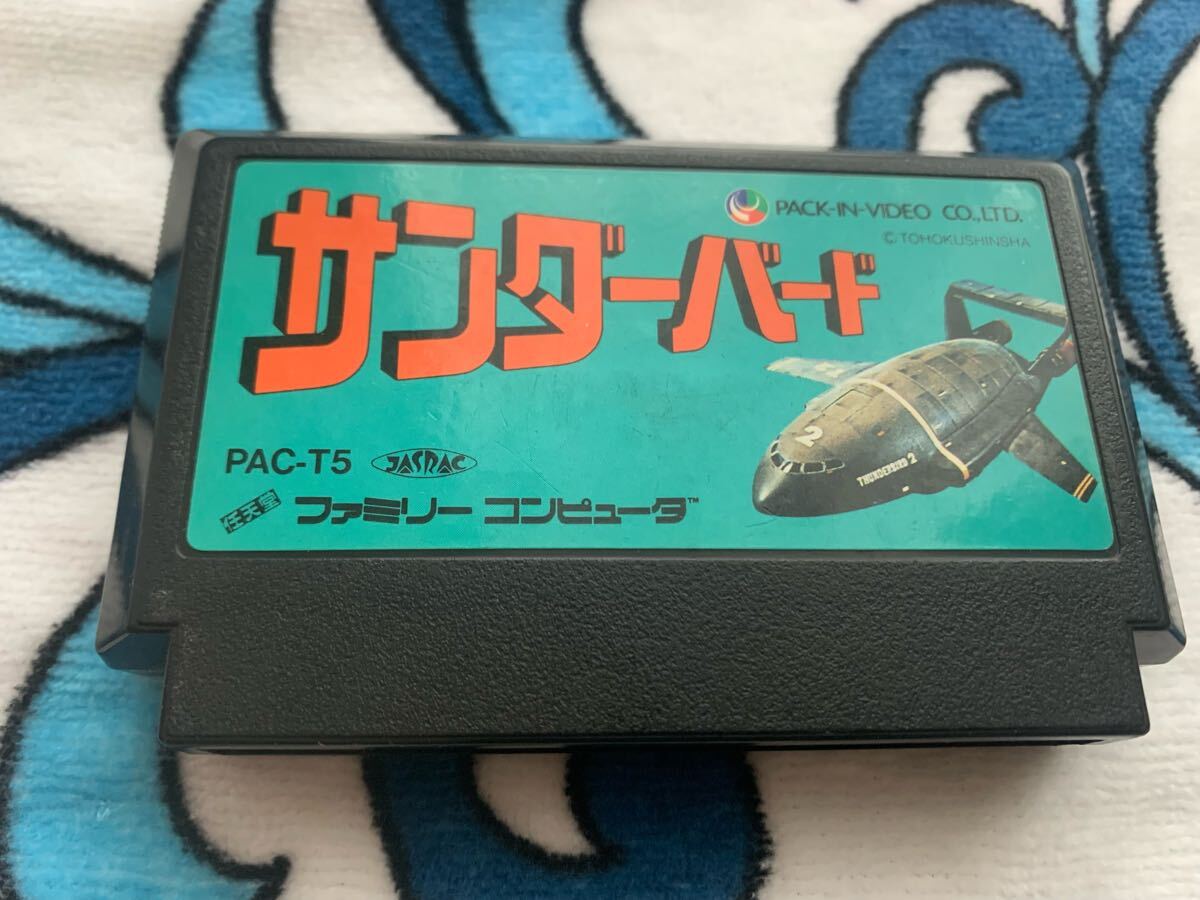 サンダーバード
PACK-IN-VIDEO CO.,LTD.
© TOHOKUSHINSHA
2
THUNDERBIRD 2
PAC-T5 JASRAC
任天堂 ファミリー コンピュータ™